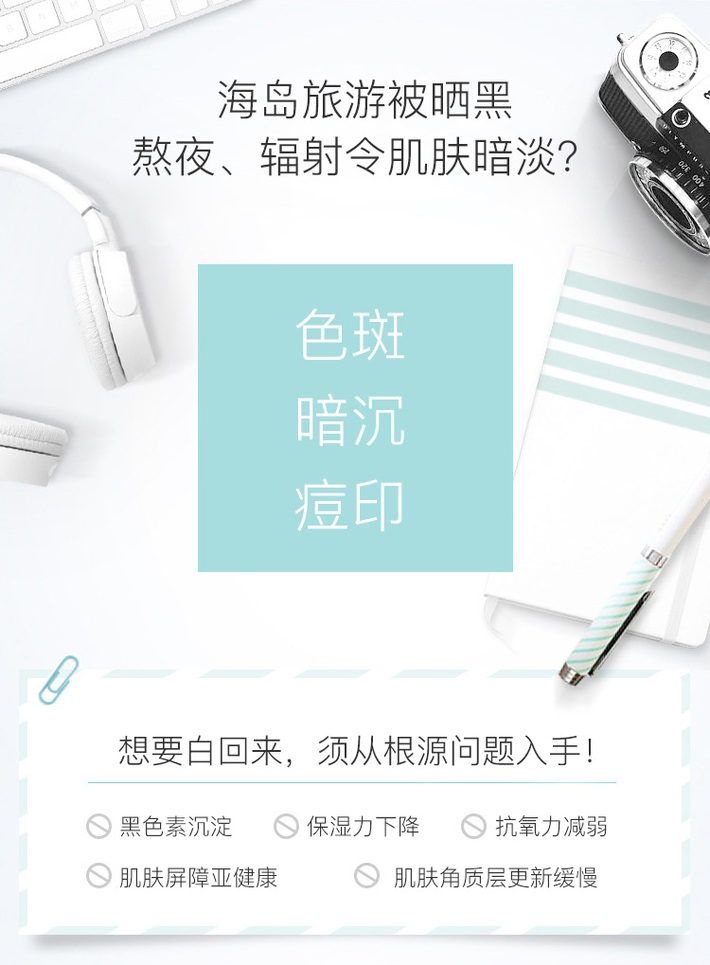 海岛旅游被晒黑
熬夜、辐射令肌肤暗淡?
色斑
暗沉
痘印
想要白回来，须从根源问题入手!
黑色素沉淀 保湿力下降 抗氧力减弱
肌肤屏障亚健康 肌肤角质层更新缓慢